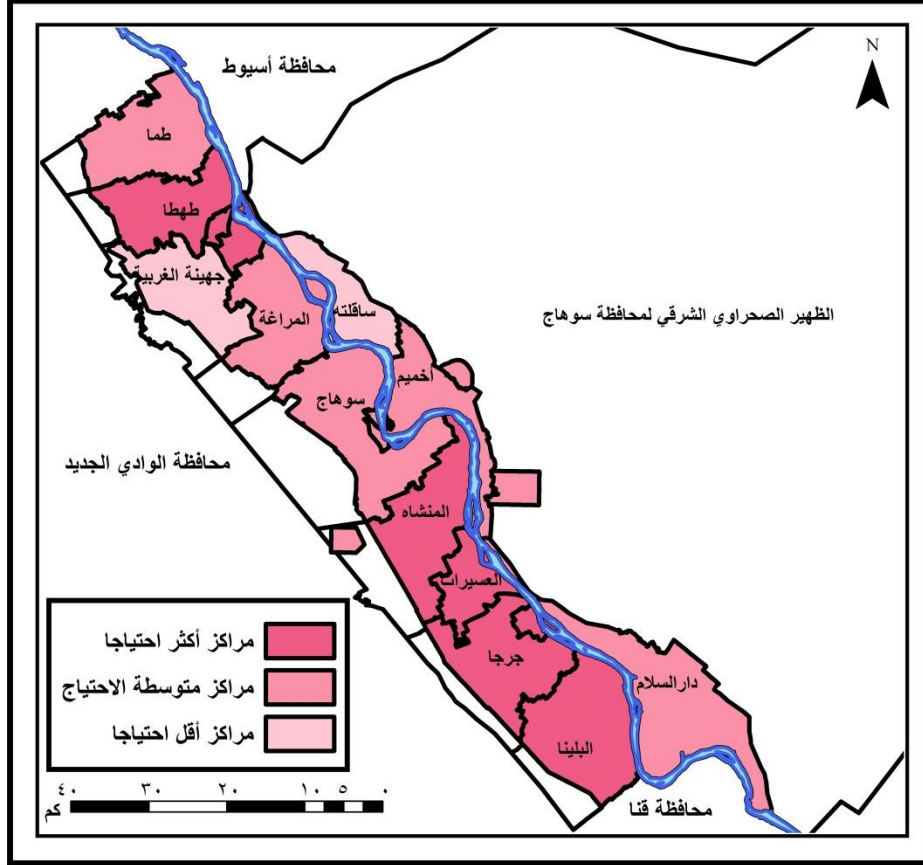 محافظة أسيوط
N
طما
طهطا
جهينة الغربية
ساقلته
المراغة
الظهير الصحراوي الشرقي لمحافظة سوهاج
أخميم
سوهاج
محافظة الوادي الجديد
المنشاه
العسيرات
جرجا
دارالسلام
البلينا
محافظة قنا
مراكز أكثر احتياجا
مراكز متوسطة الاحتياج
مراكز أقل احتياجا
٤٠ ٣٠ ٢٠ ١٠ ٥ ٠
كم